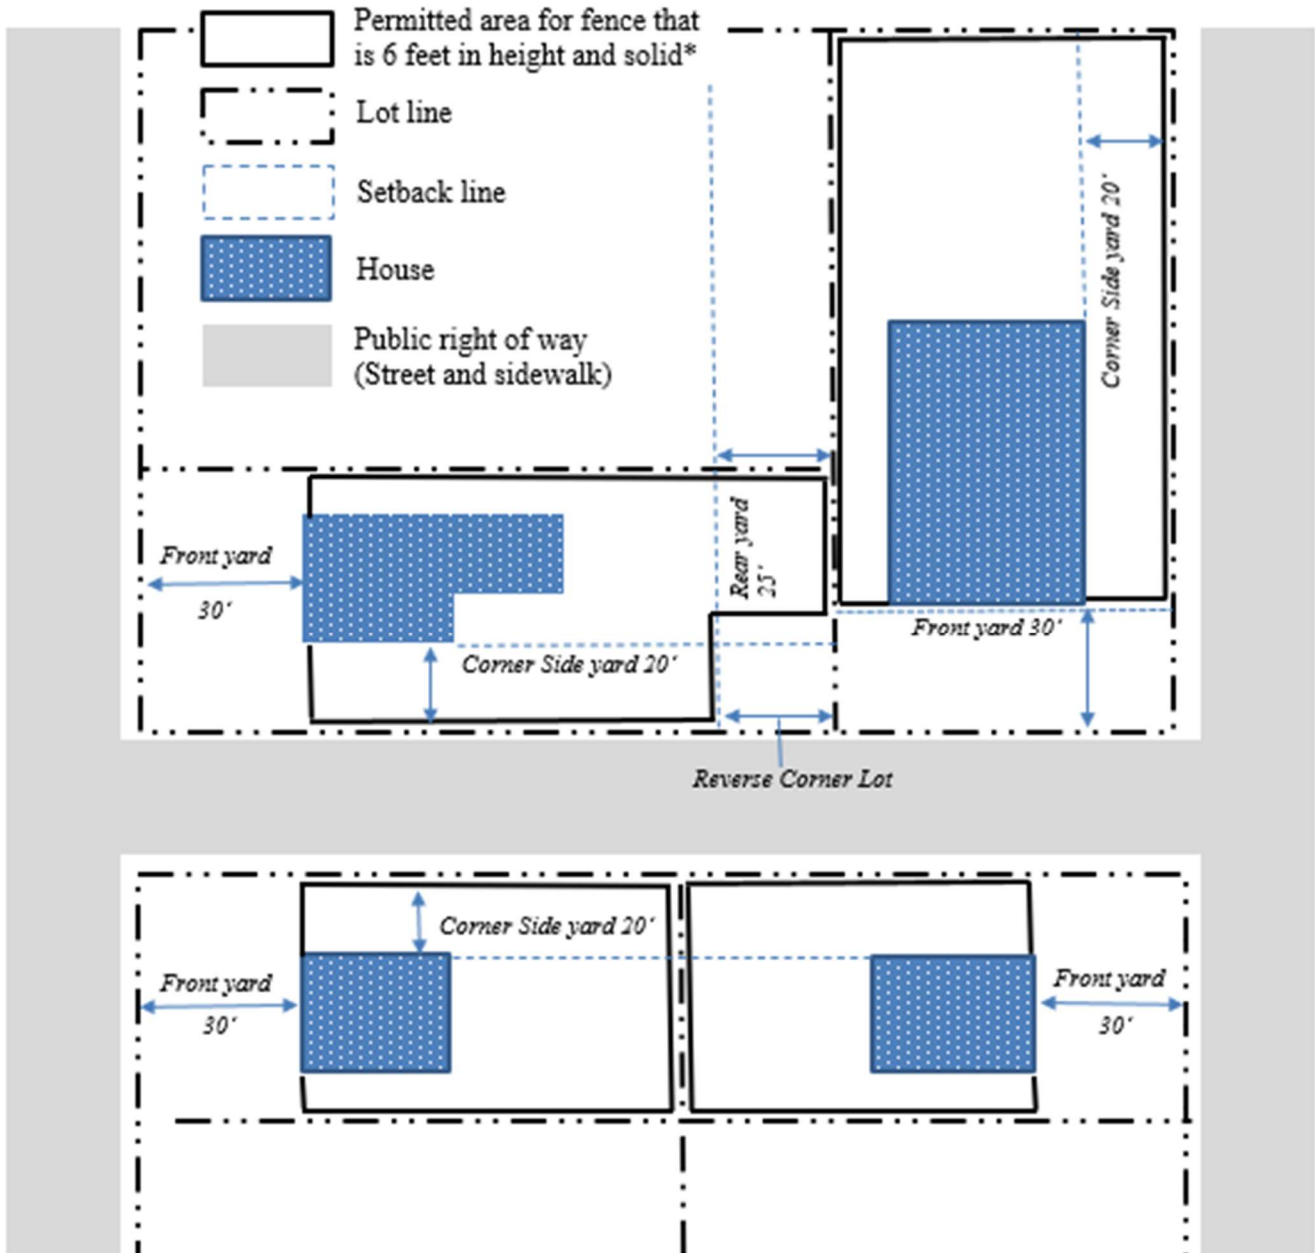 Permitted area for fence that
is 6 feet in height and solid*
Lot line
Setback line
House
Public right of way
(Street and sidewalk)
Corner Side yard 20'
Front yard
30'
Rear yard
25'
Corner Side yard 20'
Front yard 30'
Reverse Corner Lot
Corner Side yard 20'
Front yard
30'
Front yard
30'